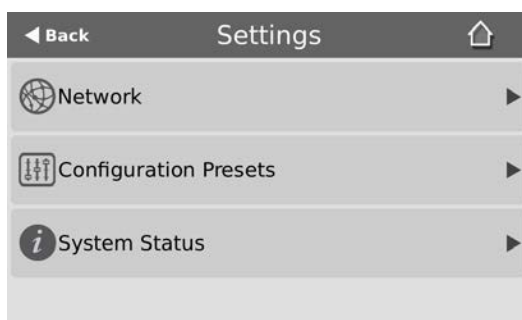 Back
Settings
Network
Configuration Presets
System Status